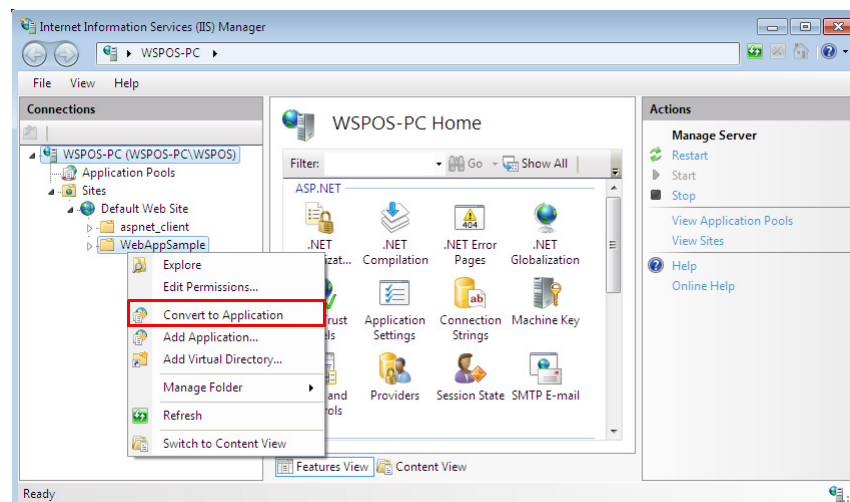 Internet Information Services (IIS) Manager
WSPOS-PC
File View Help
Connections
WSPOS-PC (WSPOS-PC\WSPOS)
Application Pools
Sites
Default Web Site
aspnet_client
WebAppSample
Explore
Edit Permissions...
Convert to Application
Add Application...
Add Virtual Directory...
Manage Folder
Refresh
Switch to Content View
WSPOS-PC Home
Filter: Go Show All
ASP.NET
.NET
.NET Compilation
.NET Error Pages
404
.NET Globalization
Application Settings
ab
Connection Strings
Machine Key
and
Providers
Session State
SMTP E-mail
Features View Content View
Actions
Manage Server
Restart
Start
Stop
View Application Pools
View Sites
Help
Online Help
Ready